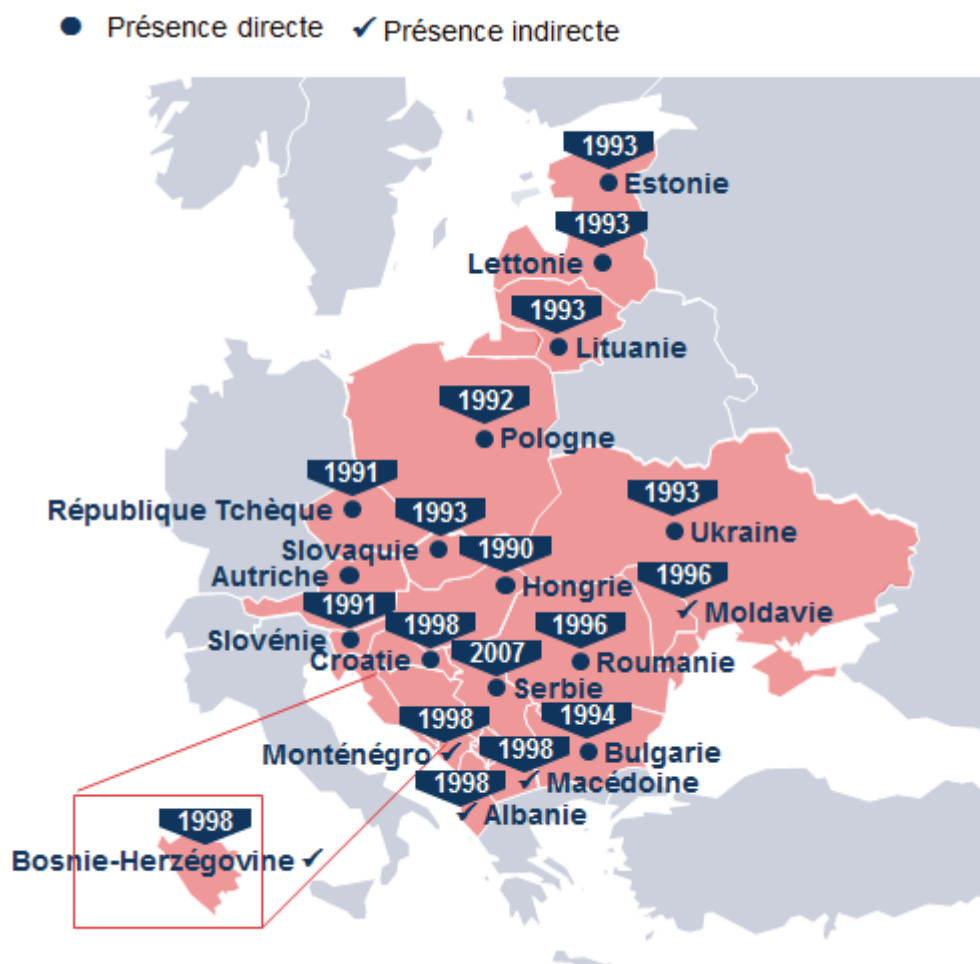 ● Présence directe ✓ Présence indirecte
1993
Estonie
1993
Lettonie
1993
Lituanie
1992
Pologne
1991
République Tchèque
1993
Slovaquie
1993
Ukraine
1990
Hongrie
Autriche
1996
Moldavie
1991
Slovénie
1998
Croatie
1996
Roumanie
2007
Serbie
1994
Bulgarie
1998
Monténégro
1998
Macédoine
1998
Albanie
1998
Bosnie-Herzégovine